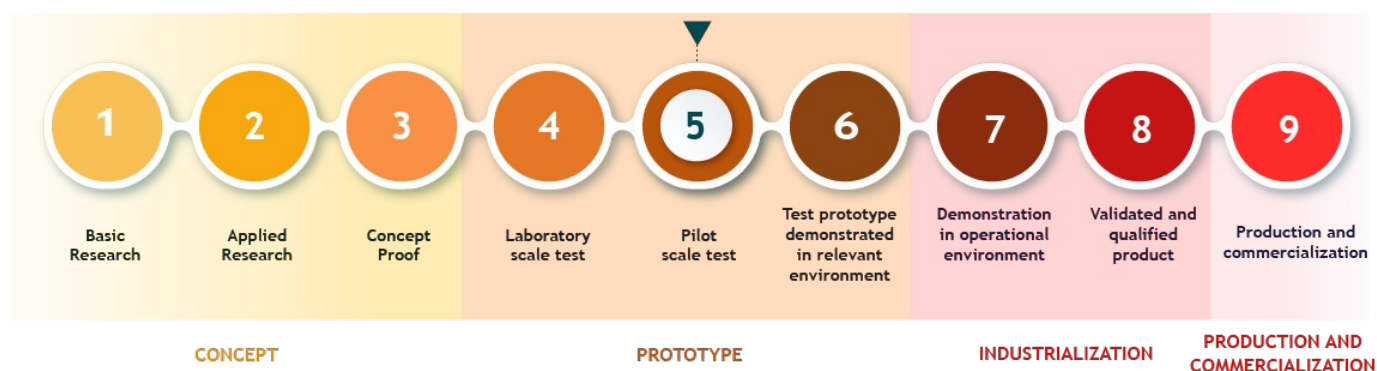 1
2
3
4
5
6
7
8
9
Basic
Research
Applied
Research
Concept
Proof
Laboratory
scale test
Pilot
scale test
Test prototype
demonstrated
in relevant
environment
Demonstration
in operational
environment
Validated and
qualified
product
Production and
commercialization
CONCEPT
PROTOTYPE
INDUSTRIALIZATION
PRODUCTION AND
COMMERCIALIZATION